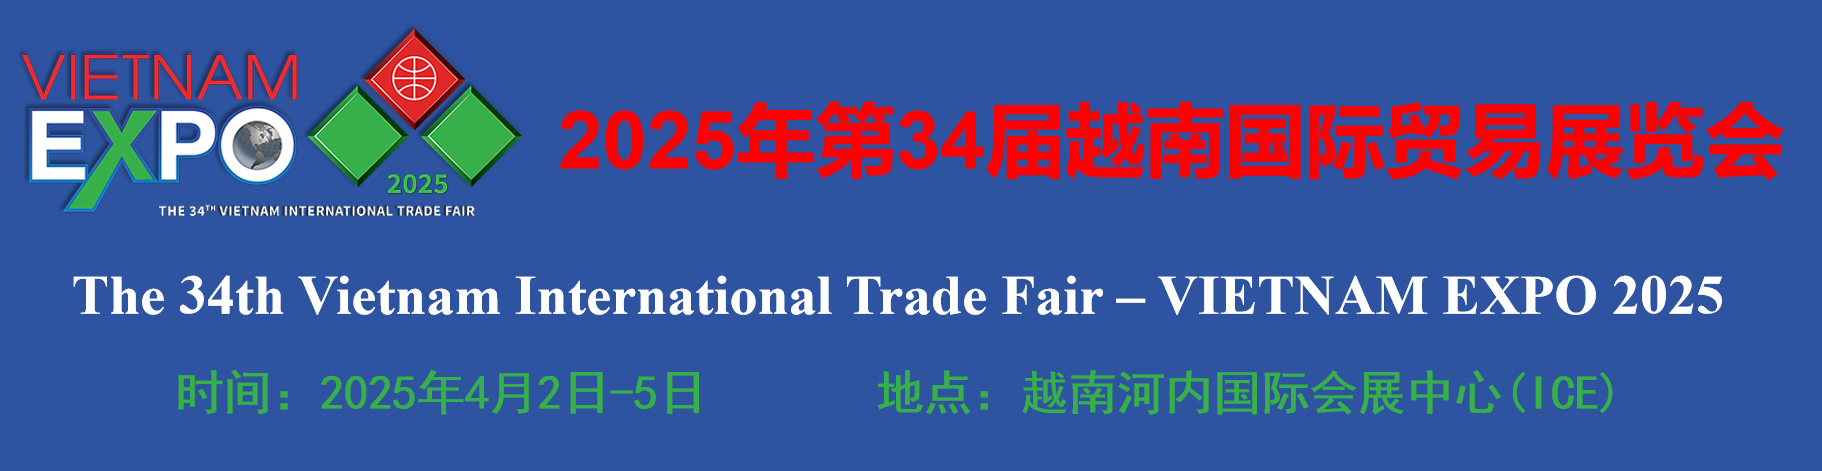 VIETNAM
EXPO
2025
THE 34TH VIETNAM INTERNATIONAL TRADE FAIR
2025年第34届越南国际贸易展览会
The 34th Vietnam International Trade Fair – VIETNAM EXPO 2025
时间：2025年4月2日-5日
地点：越南河内国际会展中心(ICE)